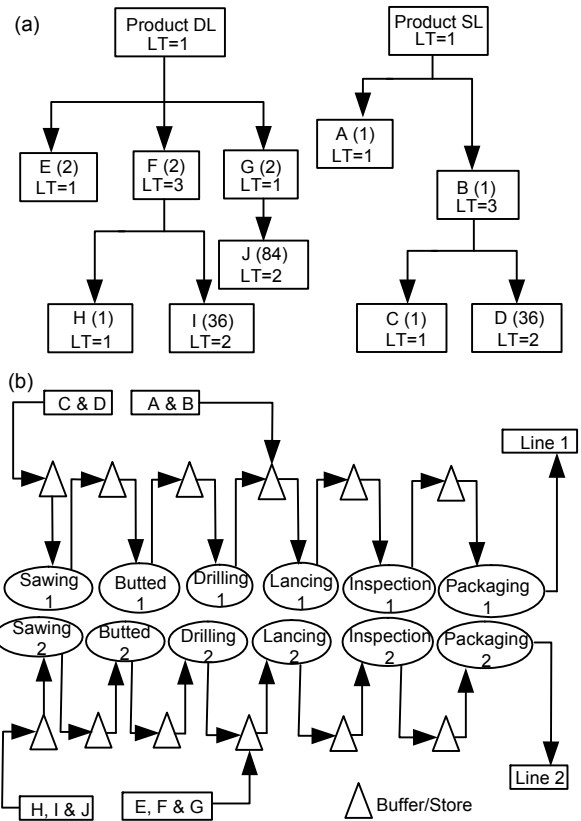 (a)
Product DL
LT=1
Product SL
LT=1
E (2)
LT=1
F (2)
LT=3
G (2)
LT=1
A (1)
LT=1
B (1)
LT=3
J (84)
LT=2
H (1)
LT=1
I (36)
LT=2
C (1)
LT=1
D (36)
LT=2
(b)
C & D
A & B
Line 1
Sawing
1
Butted
1
Drilling
1
Lancing
1
Inspection
1
Packaging
1
Sawing
2
Butted
2
Drilling
2
Lancing
2
Inspection
2
Packaging
2
Line 2
H, I & J
E, F & G
Buffer/Store